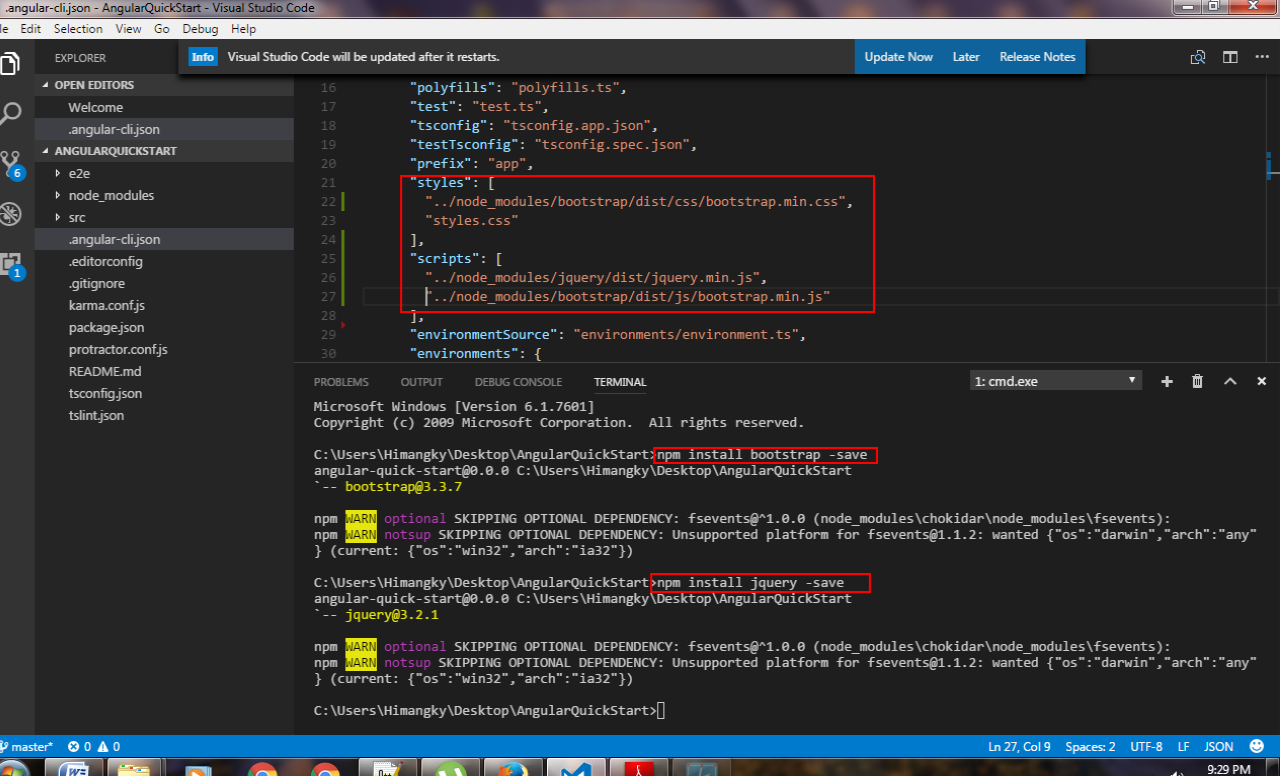 .angular-cli.json - AngularQuickStart - Visual Studio Code
le Edit Selection View Go Debug Help
EXPLORER
Info Visual Studio Code will be updated after it restarts. Update Now Later Release Notes
OPEN EDITORS
Welcome
.angular-cli.json
ANGULARQUICKSTART
e2e
node_modules
src
.angular-cli.json
.editorconfig
.gitignore
karma.conf.js
package.json
protractor.conf.js
README.md
tsconfig.json
tslint.json
6
1
16 "polyfills": "polyfills.ts",
17 "test": "test.ts",
18 "tsconfig": "tsconfig.app.json",
19 "testTsconfig": "tsconfig.spec.json",
20 "prefix": "app",
21 "styles": [
22 "../node_modules/bootstrap/dist/css/bootstrap.min.css",
23 "styles.css"
24 ],
25 "scripts": [
26 "../node_modules/jquery/dist/jquery.min.js",
27 "../node_modules/bootstrap/dist/js/bootstrap.min.js"
28 ],
29 "environmentSource": "environments/environment.ts",
30 "environments": {
PROBLEMS OUTPUT DEBUG CONSOLE TERMINAL 1: cmd.exe
Microsoft Windows [Version 6.1.7601]
Copyright (c) 2009 Microsoft Corporation.  All rights reserved.
C:\Users\Himangky\Desktop\AngularQuickStart>npm install bootstrap -save
angular-quick-start@0.0.0 C:\Users\Himangky\Desktop\AngularQuickStart
`-- bootstrap@3.3.7
npm WARN optional SKIPPING OPTIONAL DEPENDENCY: fsevents@^1.0.0 (node_modules\chokidar\node_modules\fsevents):
npm WARN notsup SKIPPING OPTIONAL DEPENDENCY: Unsupported platform for fsevents@1.1.2: wanted {"os":"darwin","arch":"any"
} (current: {"os":"win32","arch":"ia32"})
C:\Users\Himangky\Desktop\AngularQuickStart>npm install jquery -save
angular-quick-start@0.0.0 C:\Users\Himangky\Desktop\AngularQuickStart
`-- jquery@3.2.1
npm WARN optional SKIPPING OPTIONAL DEPENDENCY: fsevents@^1.0.0 (node_modules\chokidar\node_modules\fsevents):
npm WARN notsup SKIPPING OPTIONAL DEPENDENCY: Unsupported platform for fsevents@1.1.2: wanted {"os":"darwin","arch":"any"
} (current: {"os":"win32","arch":"ia32"})
C:\Users\Himangky\Desktop\AngularQuickStart>
master* 0 0 Ln 27, Col 9 Spaces: 2 UTF-8 LF JSON
9:29 PM